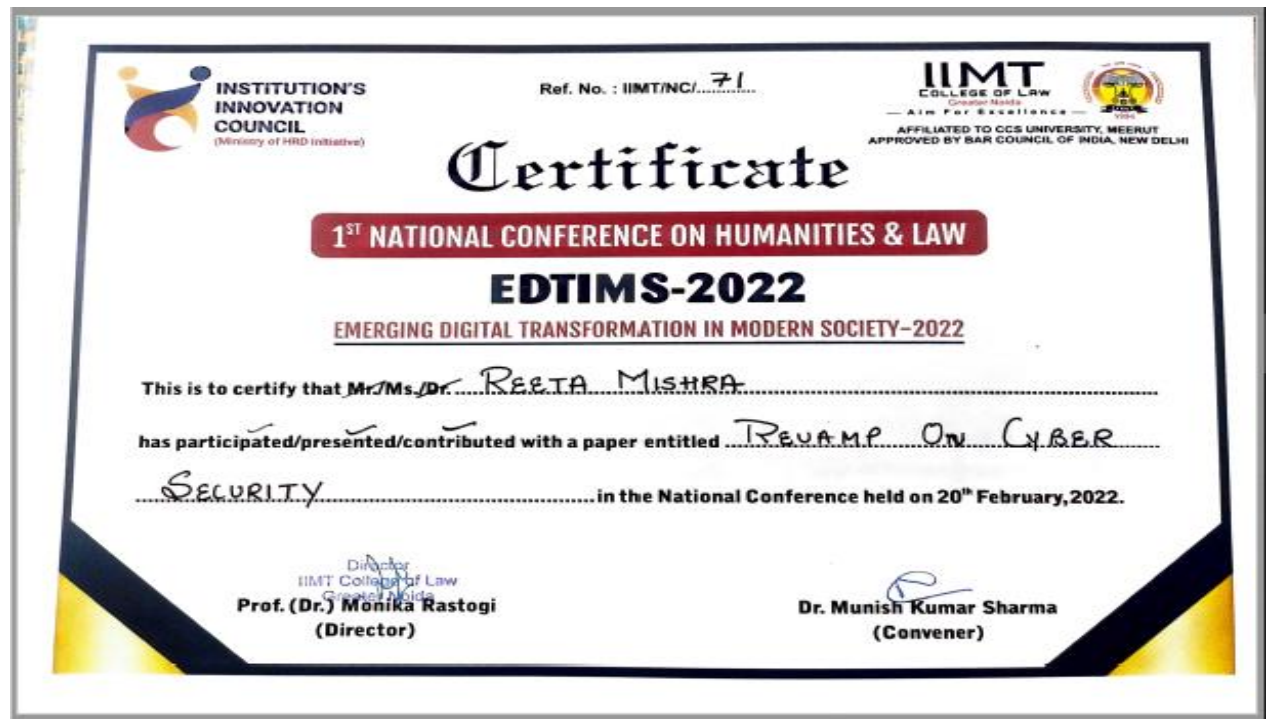 INSTITUTION'S
INNOVATION
COUNCIL
(Ministry of HRD Initiative)
Ref. No. : IIMT/NC/....71....
IIMT
COLLEGE OF LAW
Greater Noida
— Aim For Excellence —
AFFILIATED TO CCS UNIVERSITY, MEERUT
APPROVED BY BAR COUNCIL OF INDIA, NEW DELHI
Certificate
1ST NATIONAL CONFERENCE ON HUMANITIES & LAW
EDTIMS-2022
EMERGING DIGITAL TRANSFORMATION IN MODERN SOCIETY-2022
This is to certify that Mr./Ms./Dr. REETA MISHRA
has participated/presented/contributed with a paper entitled REVAMP ON CYBER
SECURITY in the National Conference held on 20th February, 2022.
Director
IIMT College of Law
Greater Noida
Prof. (Dr.) Monika Rastogi
(Director)
Dr. Munish Kumar Sharma
(Convener)